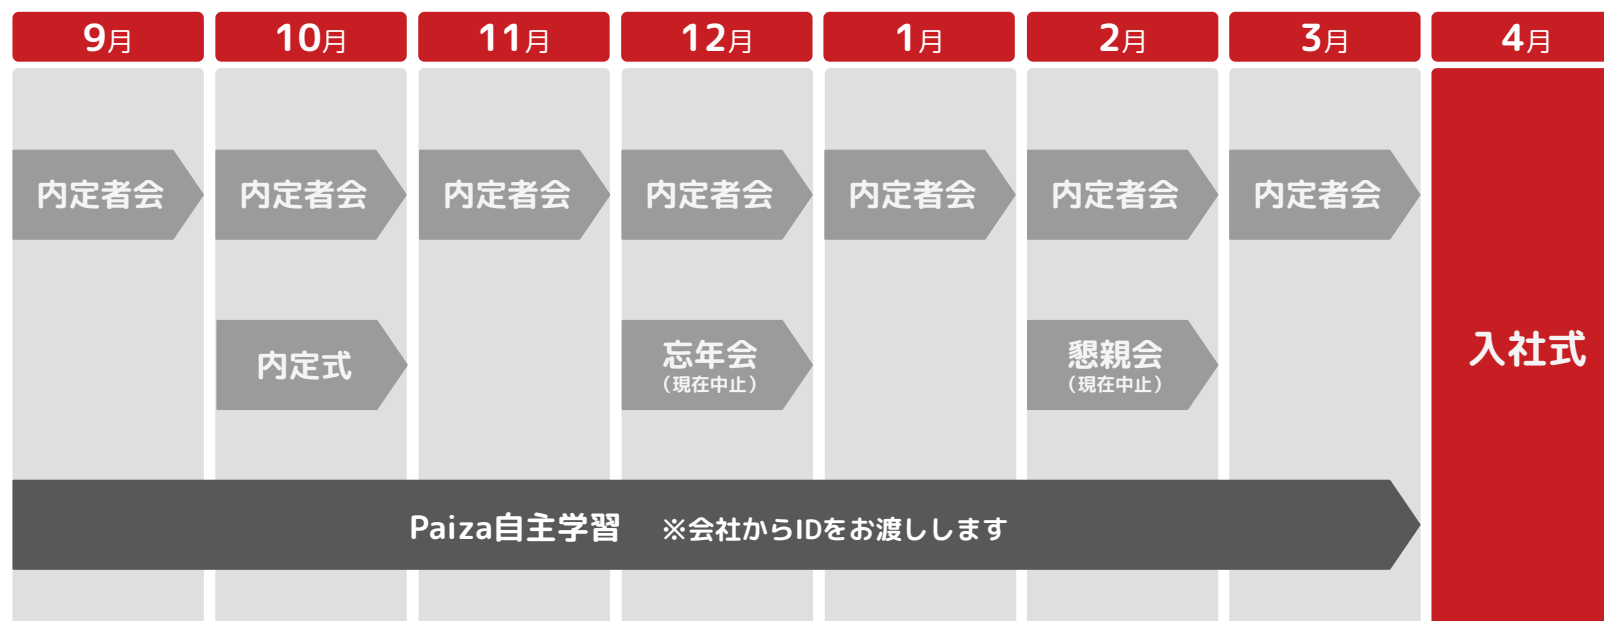 9月
10月
11月
12月
1月
2月
3月
4月
内定者会
内定者会
内定者会
内定者会
内定者会
内定者会
内定者会
内定式
忘年会
（現在中止）
懇親会
（現在中止）
入社式
Paiza自主学習 ※会社からIDをお渡しします